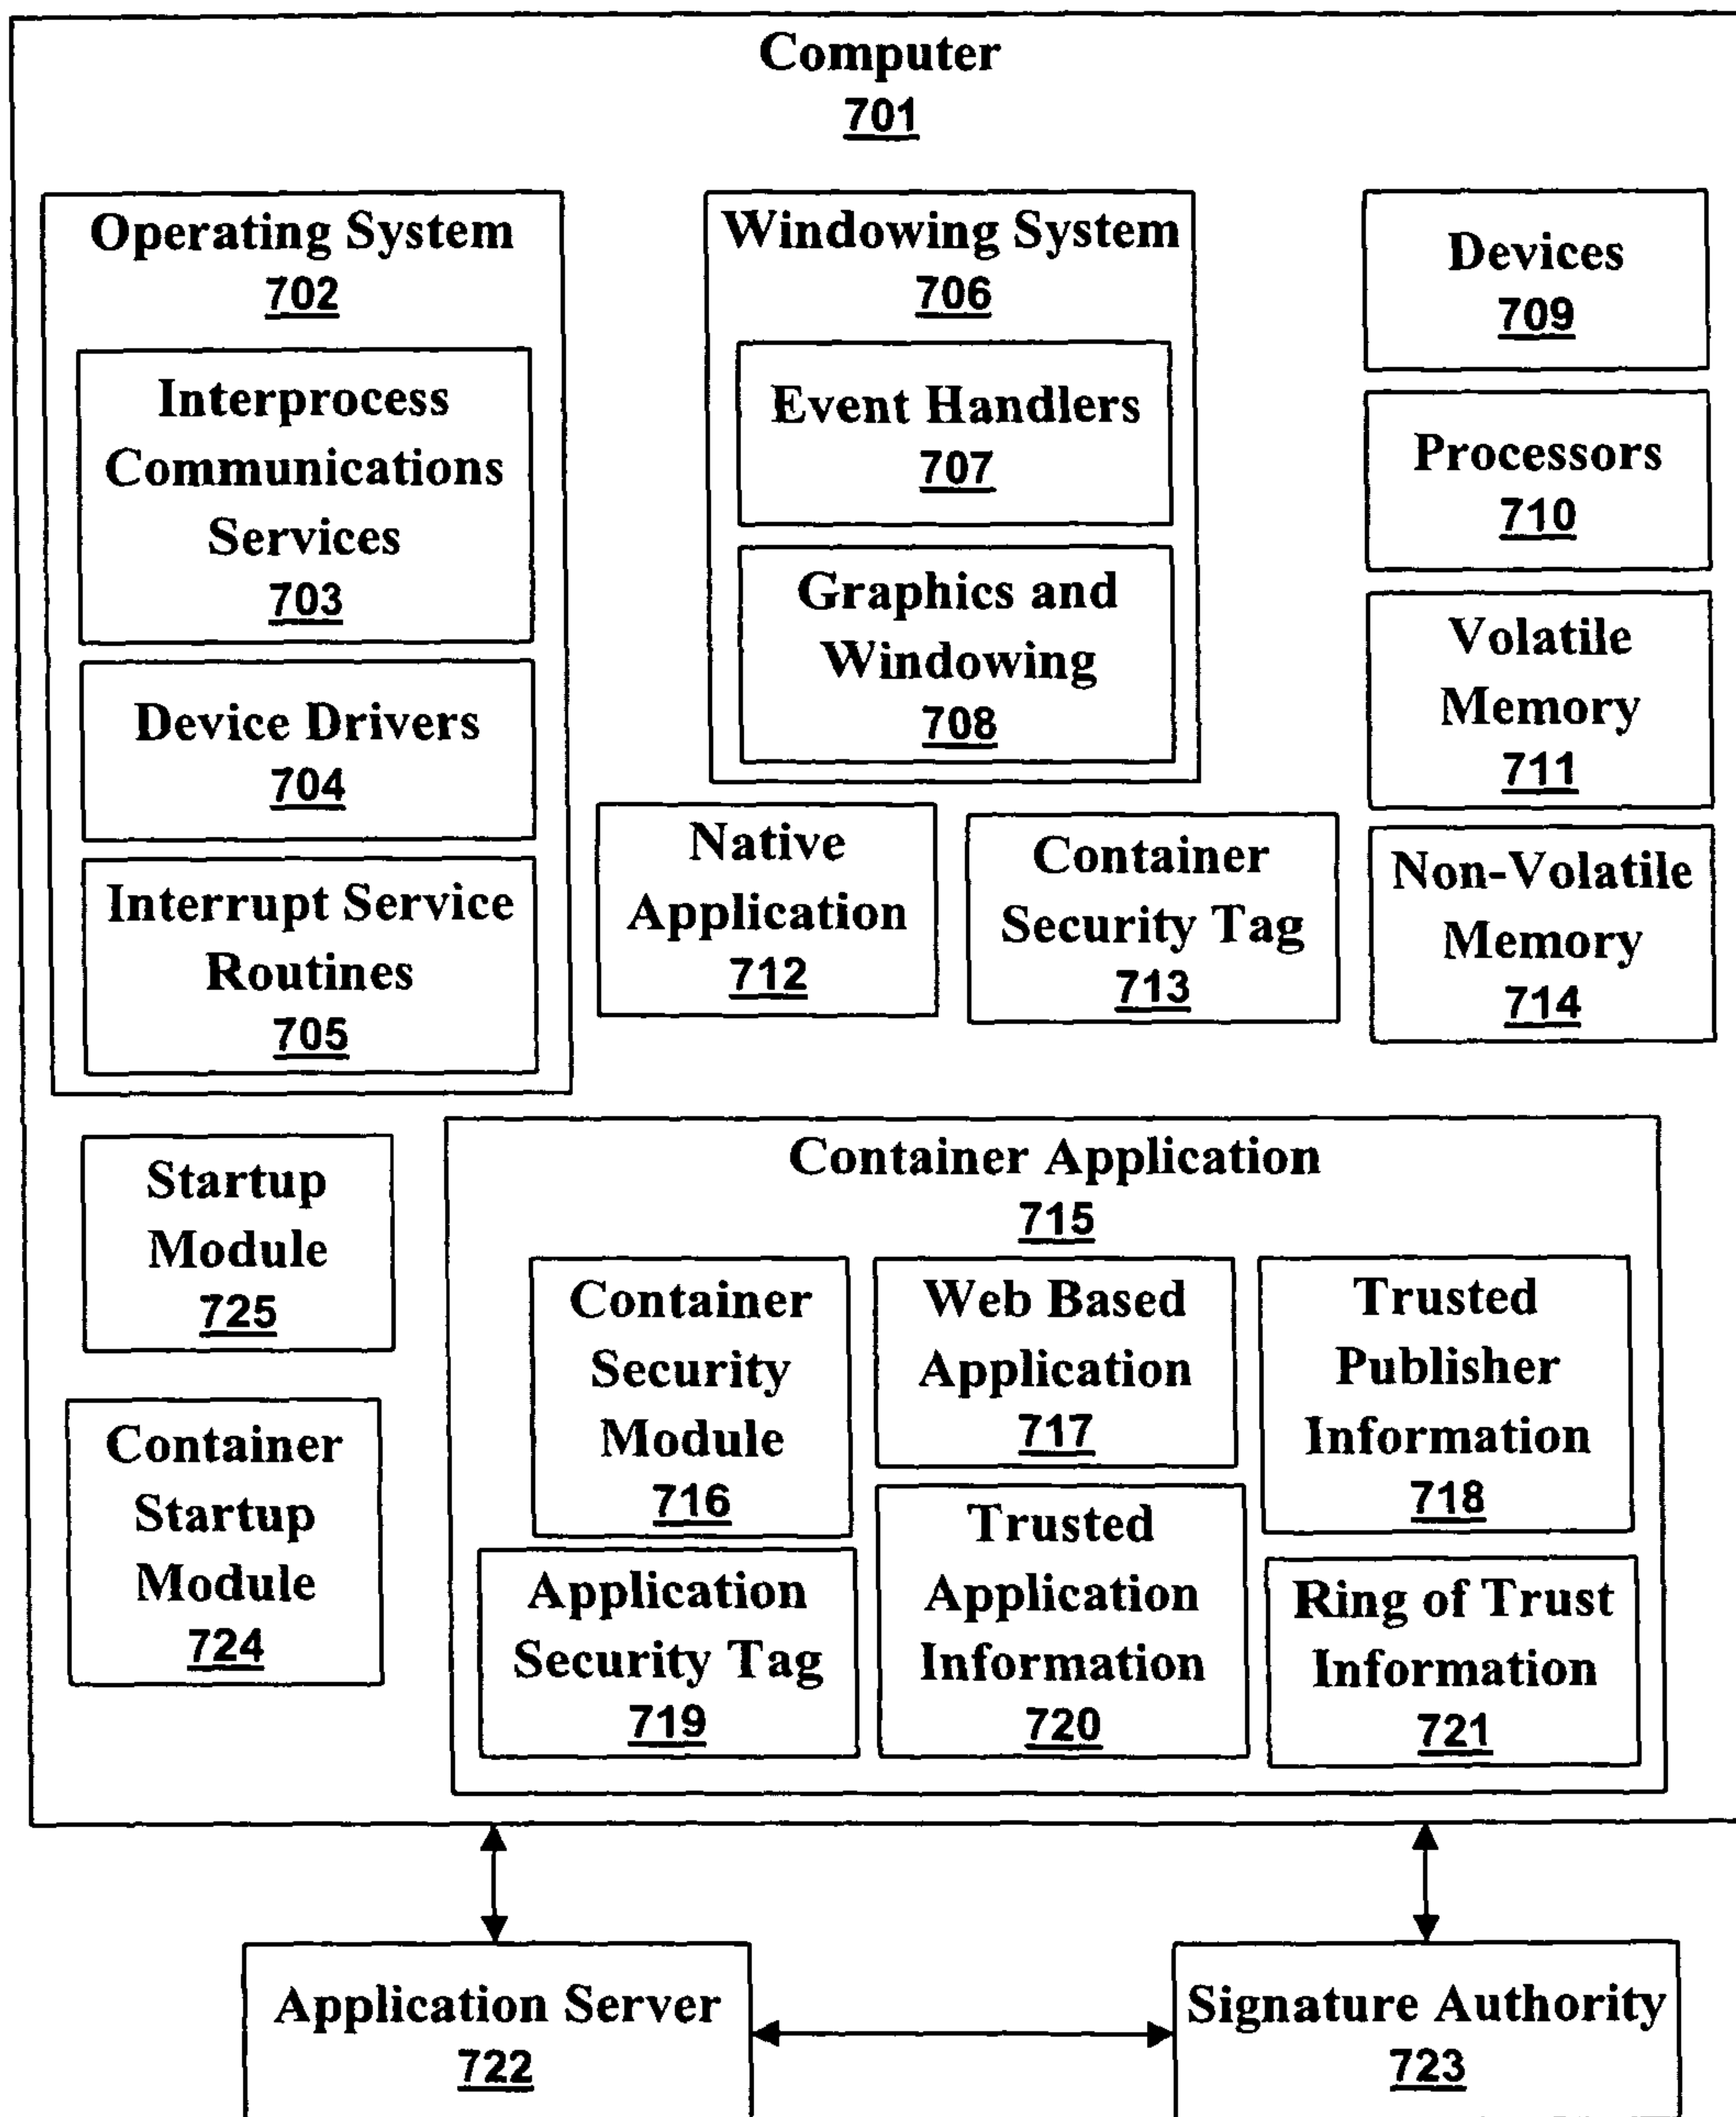 Computer
701
Operating System
702
Interprocess
Communications
Services
703
Device Drivers
704
Interrupt Service
Routines
705
Windowing System
706
Event Handlers
707
Graphics and
Windowing
708
Devices
709
Processors
710
Volatile
Memory
711
Native
Application
712
Container
Security Tag
713
Non-Volatile
Memory
714
Startup
Module
725
Container
Startup
Module
724
Container Application
715
Container
Security
Module
716
Web Based
Application
717
Trusted
Publisher
Information
718
Application
Security Tag
719
Trusted
Application
Information
720
Ring of Trust
Information
721
Application Server
722
Signature Authority
723